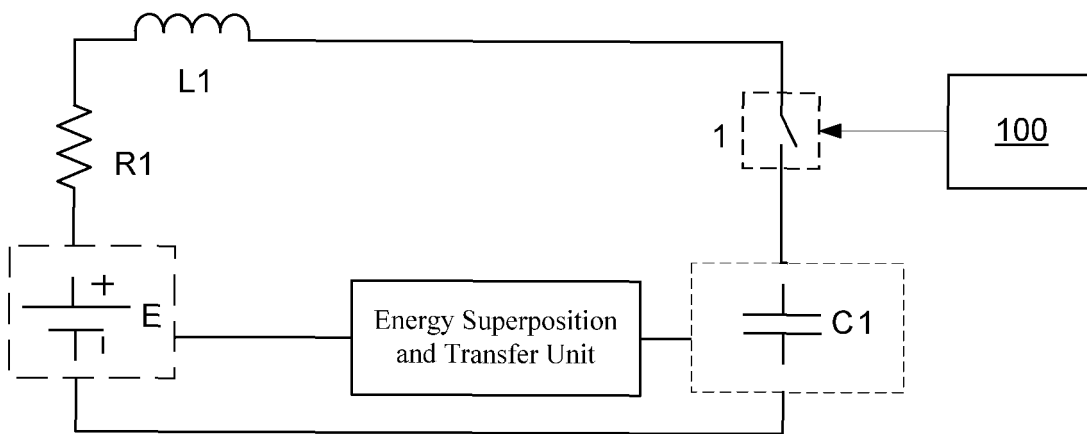 L1
R1
1
100
+
E
Energy Superposition
and Transfer Unit
C1